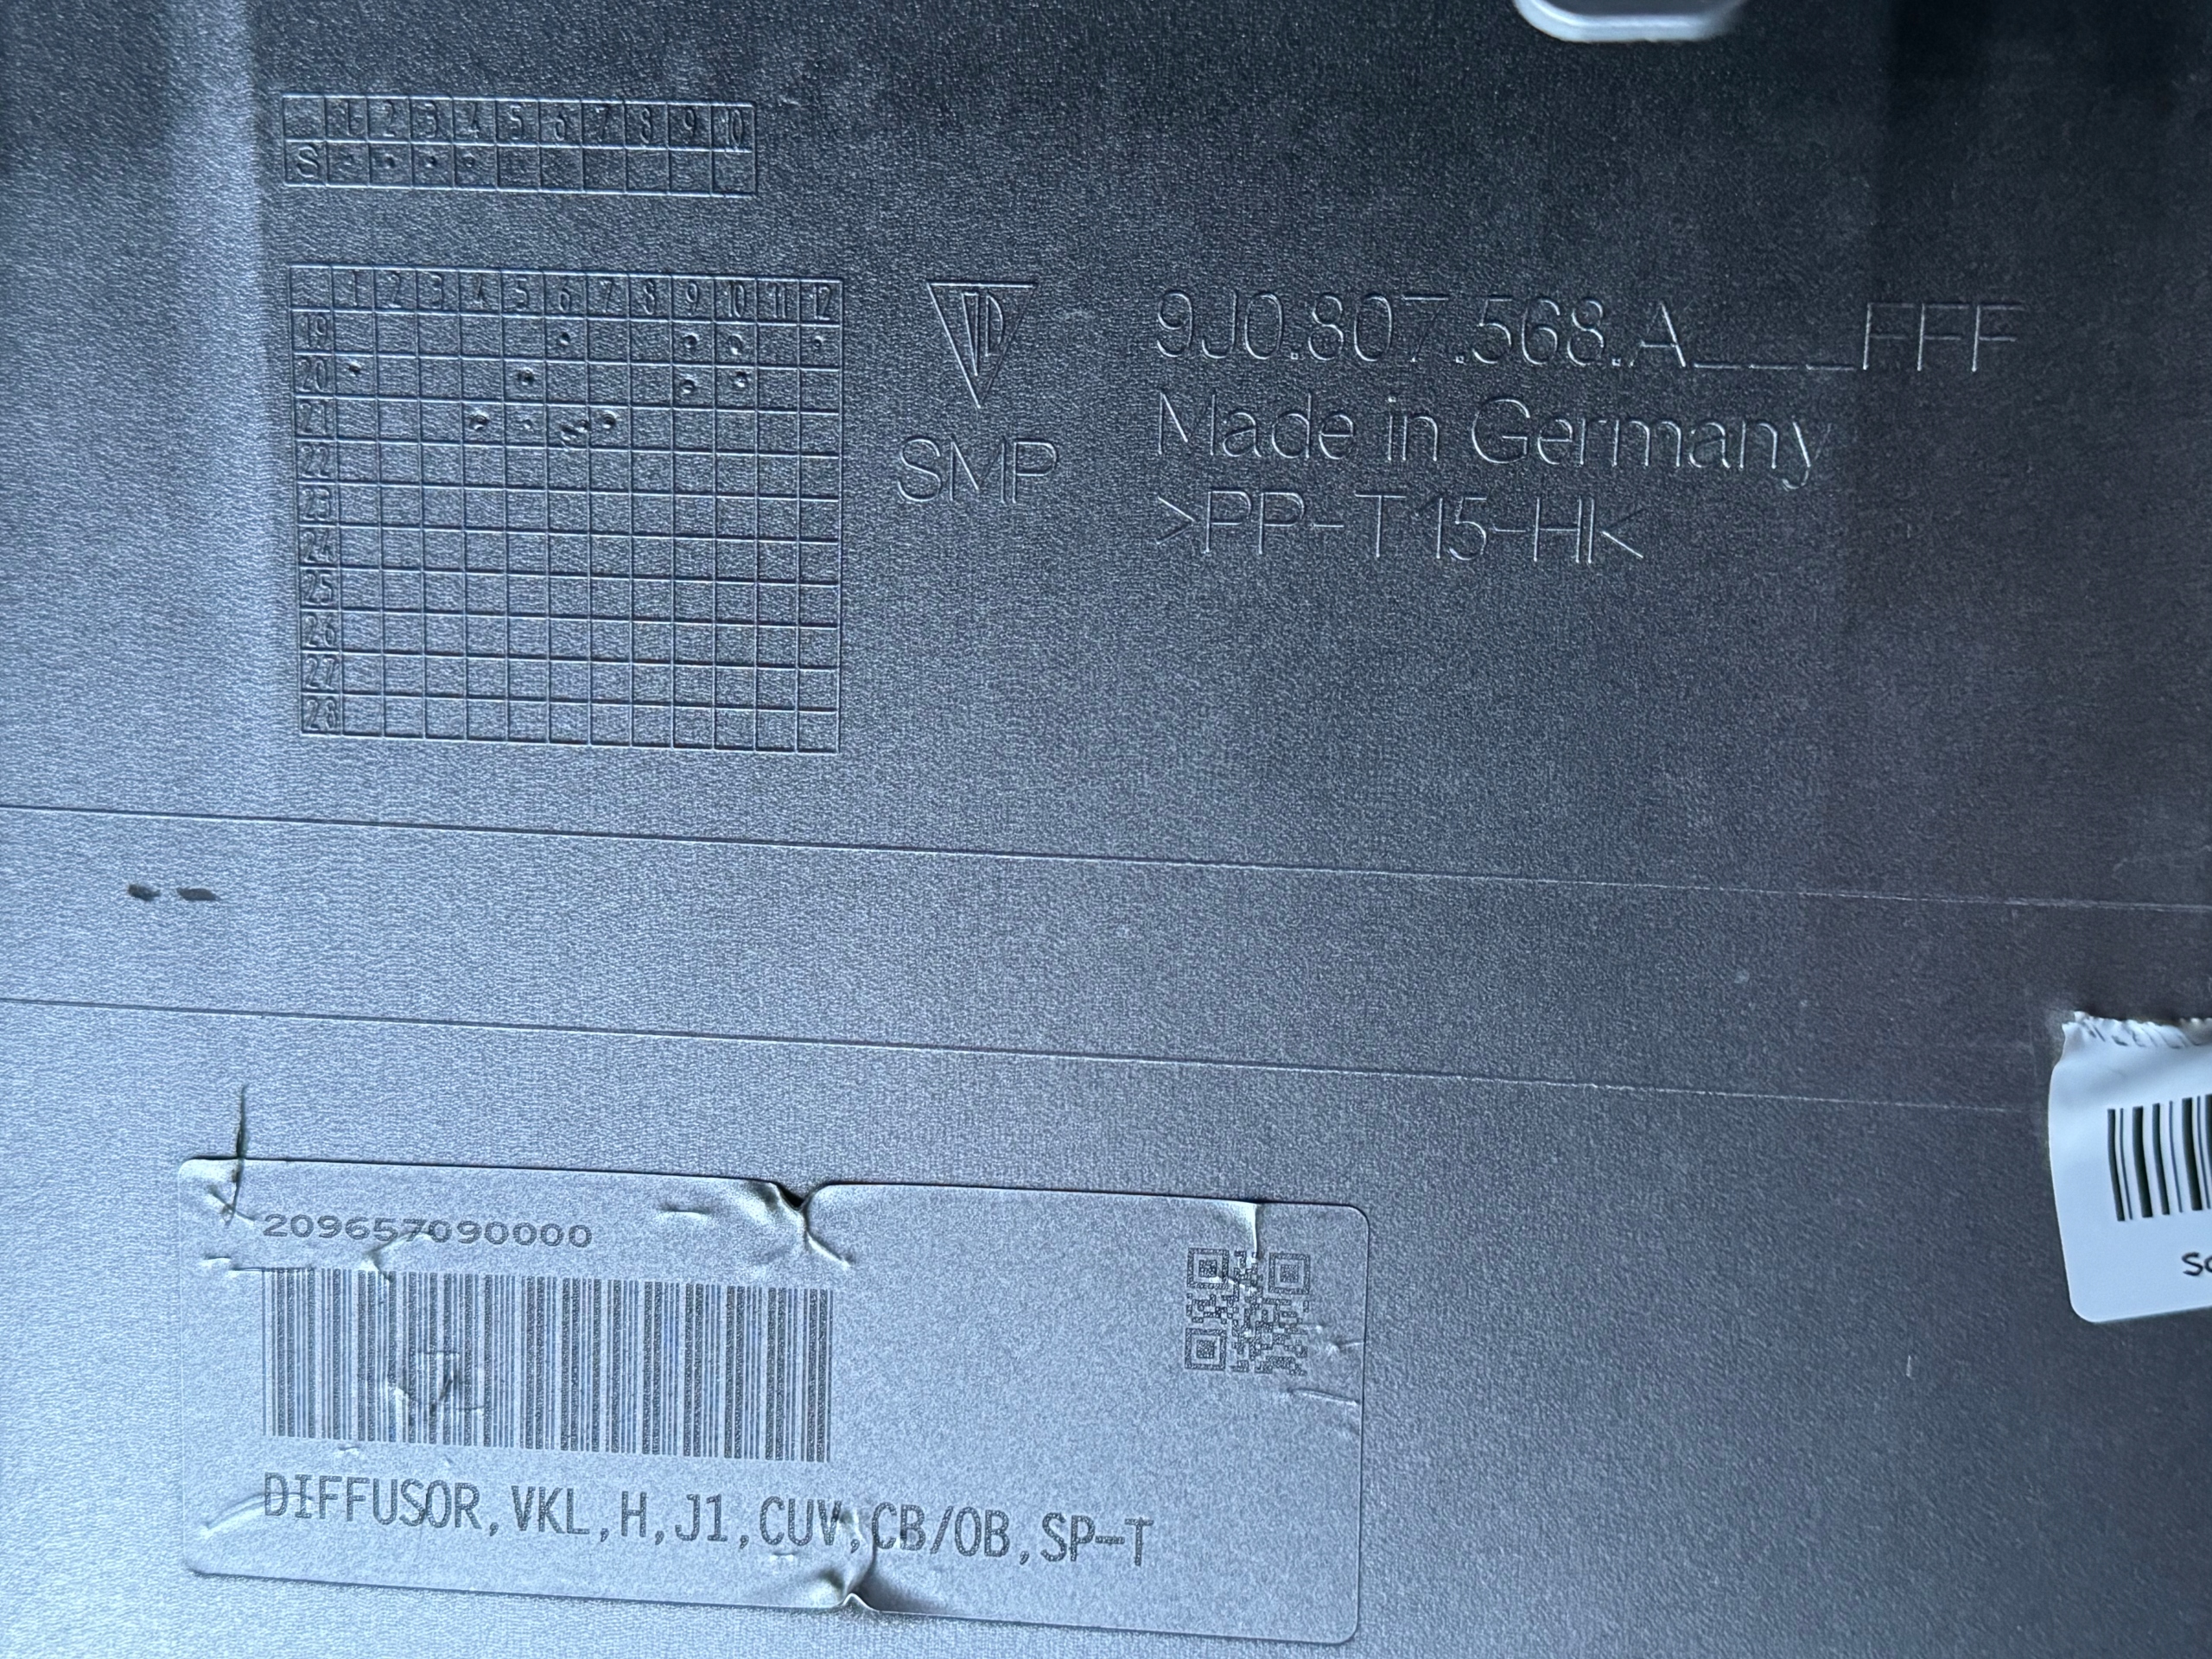 1 2 3 4 5 6 7 8 9 10
S
1 2 3 4 5 6 7 8 9 10 11 12
19
20
21
22
23
24
25
26
27
28
SMP
9J0.807.568.A___FFF
Made in Germany
>PP-T15-HI<
209657090000
DIFFUSOR,VKL,H,J1,CUV,CB/OB,SP-T